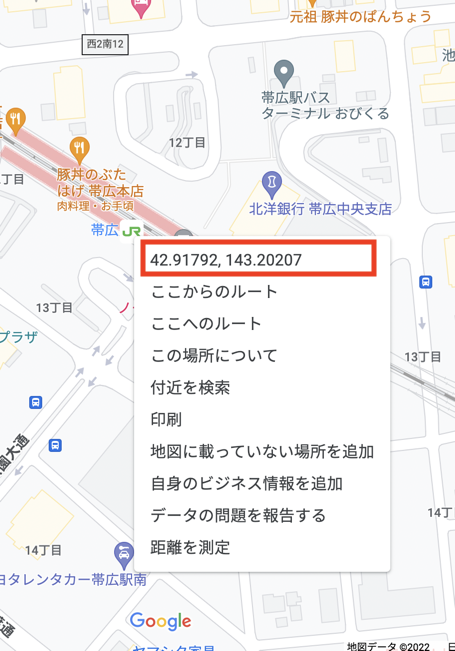 元祖 豚丼のぱんちょう
西2南12
帯広駅バス
ターミナル おびくる
12丁目
豚丼のぶた
はげ 帯広本店
肉料理・お手頃
丁目
北洋銀行 帯広中央支店
帯広
JR
42.91792, 143.20207
ここからのルート
ここへのルート
この場所について
付近を検索
印刷
地図に載っていない場所を追加
自身のビジネス情報を追加
データの問題を報告する
距離を測定
13丁目
プラザ
13丁目
大通
14丁
14丁目
ヨタレンタカー帯広駅南
Google
地図データ ©2022